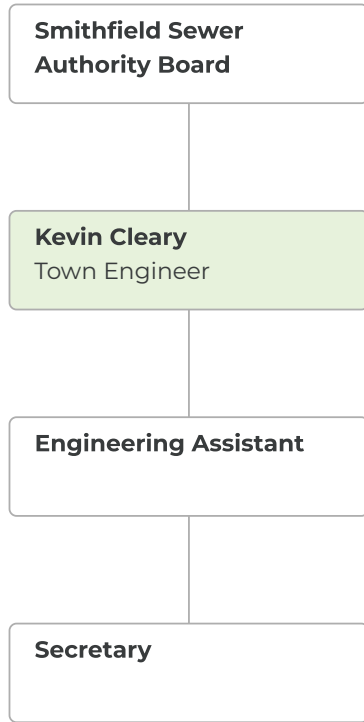 Smithfield Sewer
Authority Board
Kevin Cleary
Town Engineer
Engineering Assistant
Secretary